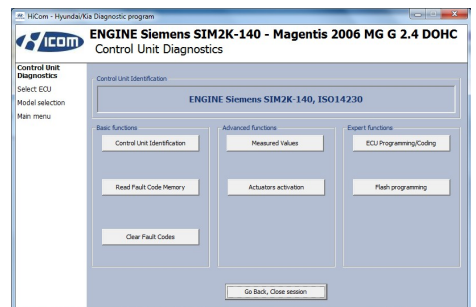 HiCom - Hyundai/Kia Diagnostic program
HICOM
ENGINE Siemens SIM2K-140 - Magentis 2006 MG G 2.4 DOHC
Control Unit Diagnostics
Control Unit
Diagnostics
Select ECU
Model selection
Main menu
Control Unit Identification
ENGINE Siemens SIM2K-140, ISO14230
Basic functions
Advanced functions
Expert functions
Control Unit Identification
Measured Values
ECU Programming/Coding
Read Fault Code Memory
Actuators activation
Flash programming
Clear Fault Codes
Go Back, Close session